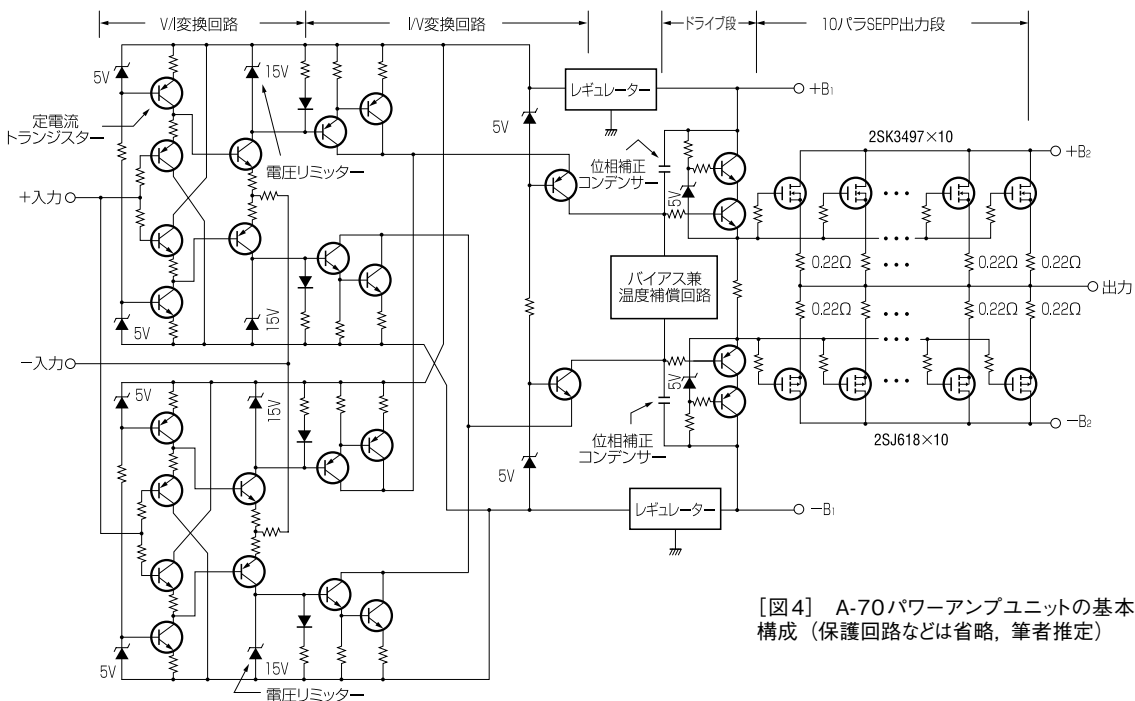 V/I変換回路
I/V変換回路
ドライブ段
10パラSEPP出力段
5V
15V
定電流
トランジスター
電圧リミッター
5V
レギュレーター
+B₁
位相補正
コンデンサー
5V
2SK3497×10
+B₂
+入力
0.22Ω
0.22Ω
0.22Ω
0.22Ω
バイアス兼
温度補償回路
出力
0.22Ω
0.22Ω
0.22Ω
0.22Ω
5V
15V
−入力
5V
15V
5V
位相補正
コンデンサー
5V
2SJ618×10
−B₂
レギュレーター
−B₁
5V
15V
電圧リミッター
[図4] A-70パワーアンプユニットの基本
構成(保護回路などは省略,筆者推定)